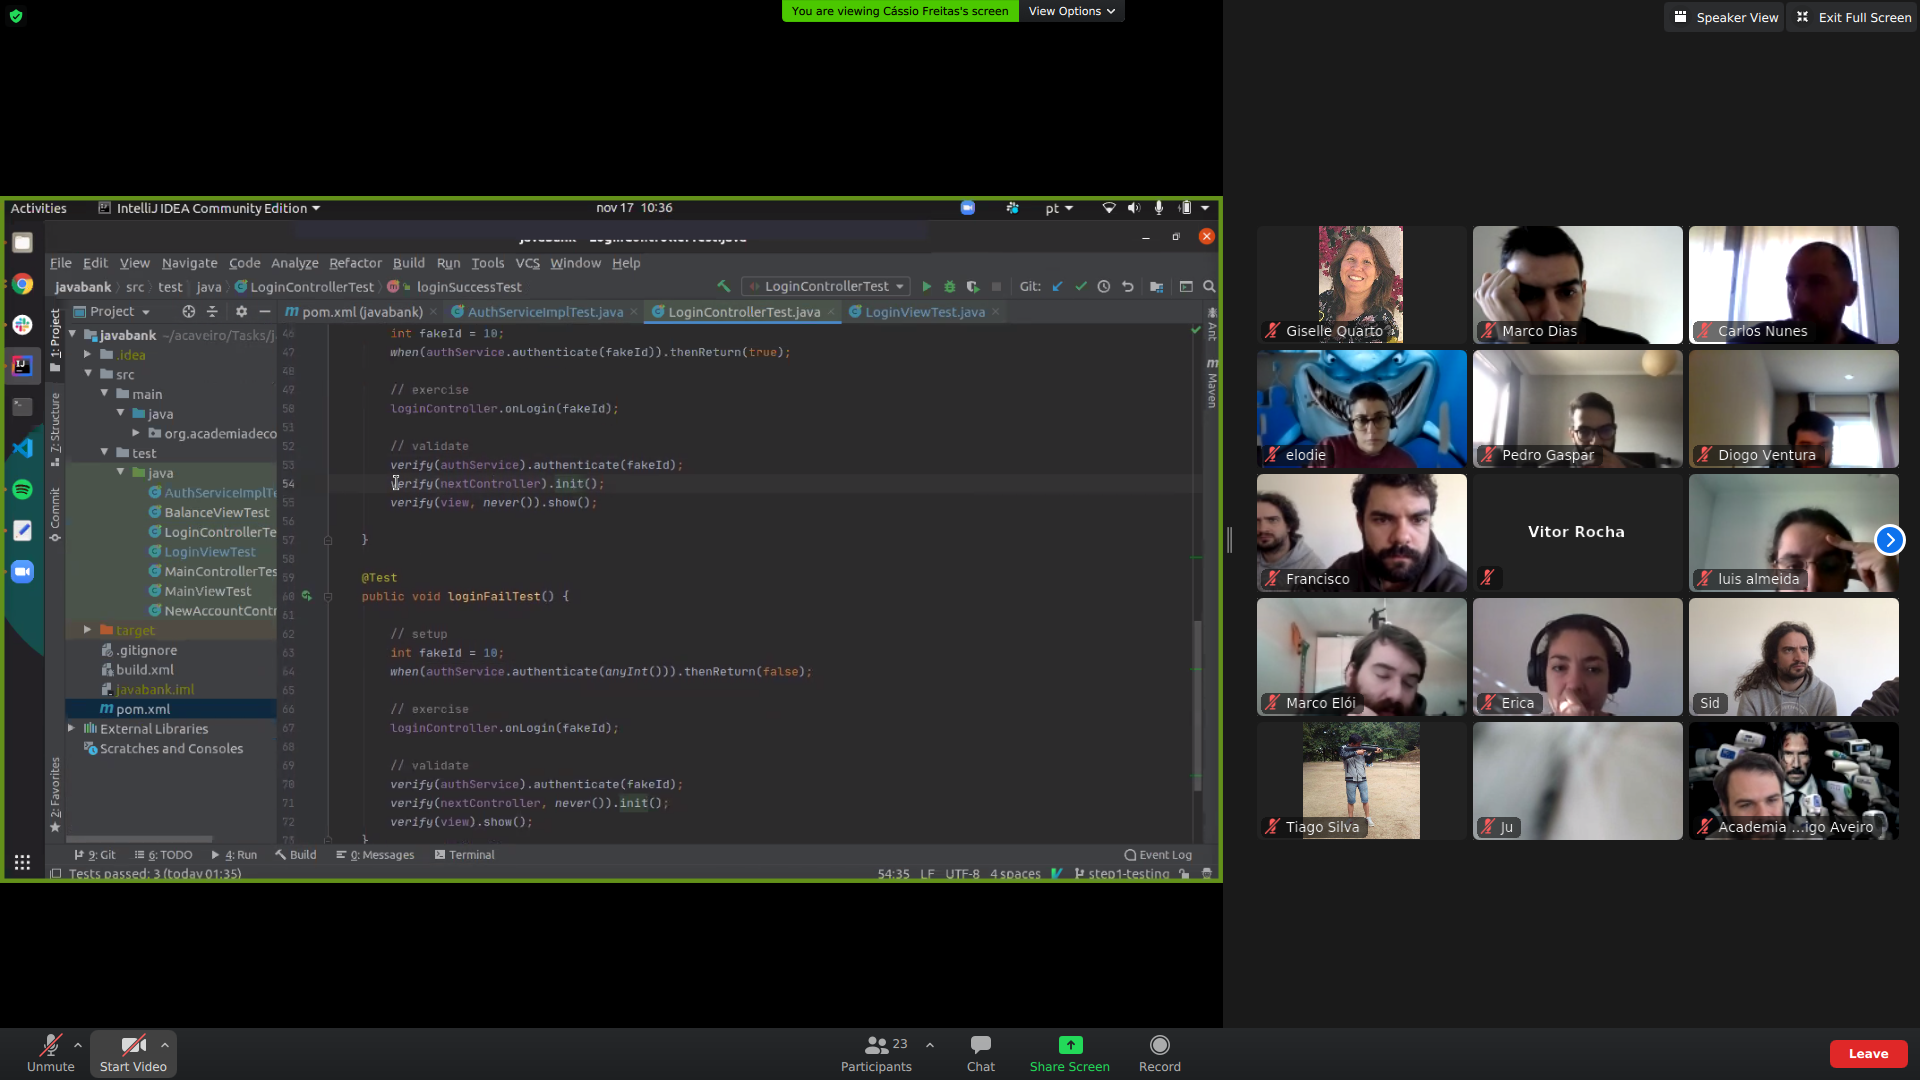 You are viewing Cássio Freitas's screen
View Options
Speaker View
Exit Full Screen
Activities
IntelliJ IDEA Community Edition
nov 17 10:36
pt
File Edit View Navigate Code Analyze Refactor Build Run Tools VCS Window Help
javabank src test java LoginControllerTest loginSuccessTest
LoginControllerTest
Git:
Project
pom.xml (javabank)
AuthServiceImplTest.java
LoginControllerTest.java
LoginViewTest.java
1: Project
7: Structure
Commit
2: Favorites
Ant
Maven
javabank ~/acaveiro/Tasks/j
.idea
src
main
java
org.academiadeco
test
java
AuthServiceImplTe
BalanceViewTest
LoginControllerTe
LoginViewTest
MainControllerTes
MainViewTest
NewAccountContr
target
.gitignore
build.xml
javabank.iml
pom.xml
External Libraries
Scratches and Consoles
46 int fakeId = 10;
47 when(authService.authenticate(fakeId)).thenReturn(true);
48
49 // exercise
50 loginController.onLogin(fakeId);
51
52 // validate
53 verify(authService).authenticate(fakeId);
54 verify(nextController).init();
55 verify(view, never()).show();
56
57 }
58
59 @Test
60 public void loginFailTest() {
61
62 // setup
63 int fakeId = 10;
64 when(authService.authenticate(anyInt())).thenReturn(false);
65
66 // exercise
67 loginController.onLogin(fakeId);
68
69 // validate
70 verify(authService).authenticate(fakeId);
71 verify(nextController, never()).init();
72 verify(view).show();
73 }
9: Git
6: TODO
4: Run
Build
0: Messages
Terminal
Event Log
Tests passed: 3 (today 01:35)
54:35 LF UTF-8 4 spaces
step1-testing
Giselle Quarto
Marco Dias
Carlos Nunes
elodie
Pedro Gaspar
Diogo Ventura
Francisco
Vitor Rocha
luis almeida
Marco Elói
Erica
Sid
Tiago Silva
Ju
Academia ...igo Aveiro
Unmute
Start Video
23
Participants
Chat
Share Screen
Record
Leave